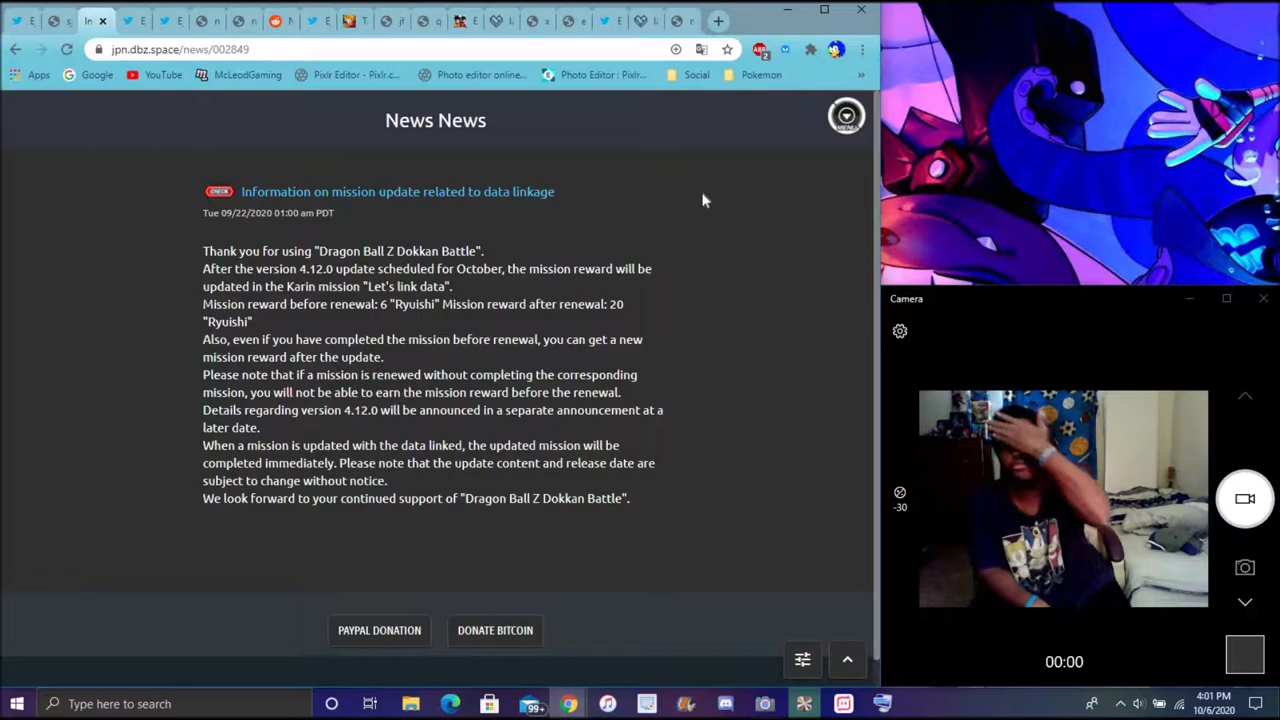 In
jpn.dbz.space/news/002849
ABP
2
Apps
Google
YouTube
McLeodGaming
Pixlr Editor - Pixlr.c...
Photo editor online...
Photo Editor : Pixlr...
Social
Pokemon
»
News News
MENU
CHECK
Information on mission update related to data linkage
Tue 09/22/2020 01:00 am PDT
Thank you for using "Dragon Ball Z Dokkan Battle".
After the version 4.12.0 update scheduled for October, the mission reward will be
updated in the Karin mission "Let's link data".
Mission reward before renewal: 6 "Ryuishi" Mission reward after renewal: 20
"Ryuishi"
Also, even if you have completed the mission before renewal, you can get a new
mission reward after the update.
Please note that if a mission is renewed without completing the corresponding
mission, you will not be able to earn the mission reward before the renewal.
Details regarding version 4.12.0 will be announced in a separate announcement at a
later date.
When a mission is updated with the data linked, the updated mission will be
completed immediately. Please note that the update content and release date are
subject to change without notice.
We look forward to your continued support of "Dragon Ball Z Dokkan Battle".
PAYPAL DONATION
DONATE BITCOIN
Camera
-30
00:00
Type here to search
99+
4:01 PM
10/6/2020